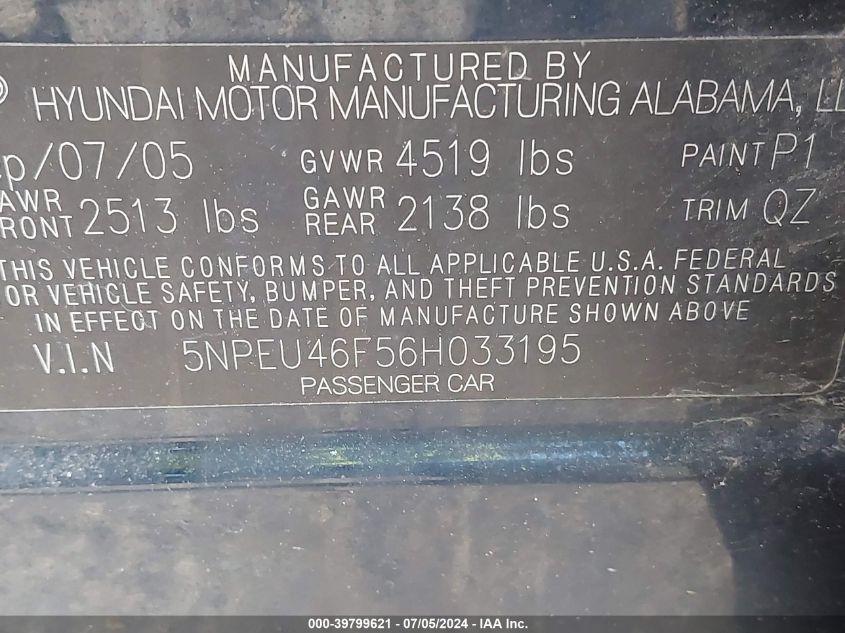 MANUFACTURED BY
HYUNDAI MOTOR MANUFACTURING ALABAMA, LL
ep/07/05 GVWR 4519 lbs PAINT P1
AWR FRONT 2513 lbs GAWR REAR 2138 lbs TRIM QZ
THIS VEHICLE CONFORMS TO ALL APPLICABLE U.S.A. FEDERAL
OR VEHICLE SAFETY, BUMPER, AND THEFT PREVENTION STANDARDS
IN EFFECT ON THE DATE OF MANUFACTURE SHOWN ABOVE
V.I.N 5NPEU46F56H033195
PASSENGER CAR
000-39799621 - 07/05/2024 - IAA Inc.